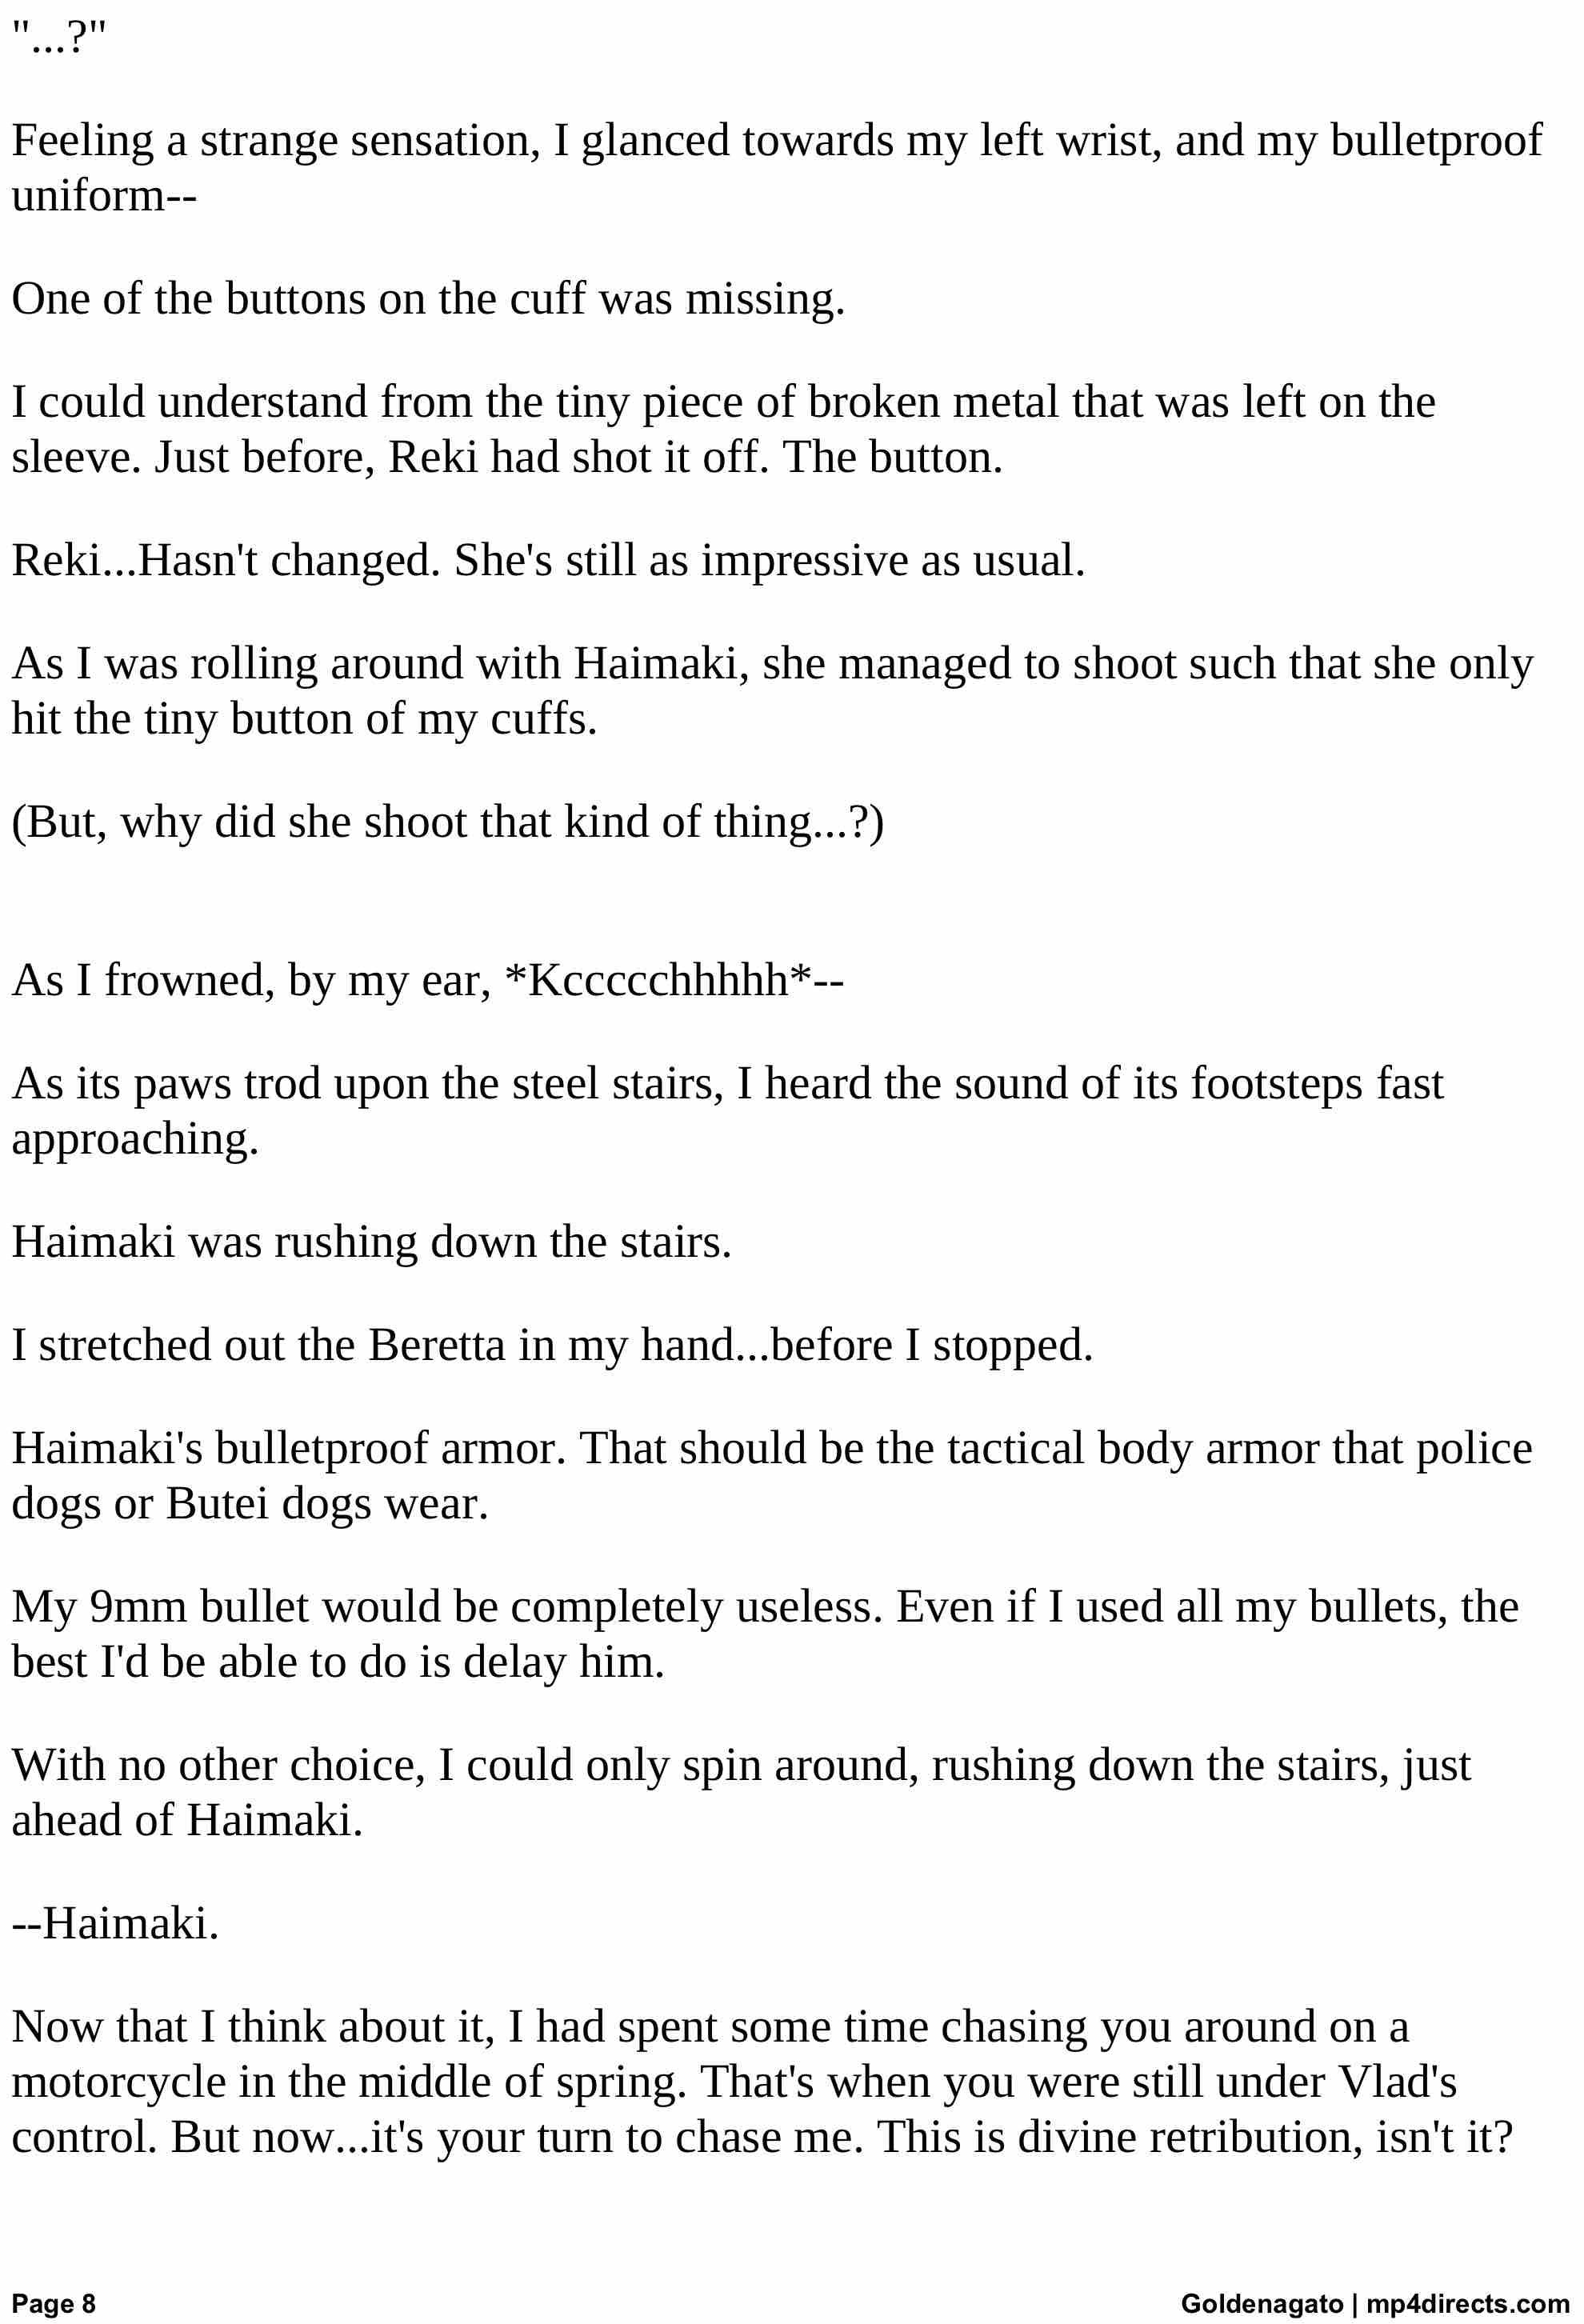 "...?"
Feeling a strange sensation, I glanced towards my left wrist, and my bulletproof
uniform--
One of the buttons on the cuff was missing.
I could understand from the tiny piece of broken metal that was left on the
sleeve. Just before, Reki had shot it off. The button.
Reki...Hasn't changed. She's still as impressive as usual.
As I was rolling around with Haimaki, she managed to shoot such that she only
hit the tiny button of my cuffs.
(But, why did she shoot that kind of thing...?)
As I frowned, by my ear, *Kccccchhhhh*--
As its paws trod upon the steel stairs, I heard the sound of its footsteps fast
approaching.
Haimaki was rushing down the stairs.
I stretched out the Beretta in my hand...before I stopped.
Haimaki's bulletproof armor. That should be the tactical body armor that police
dogs or Butei dogs wear.
My 9mm bullet would be completely useless. Even if I used all my bullets, the
best I'd be able to do is delay him.
With no other choice, I could only spin around, rushing down the stairs, just
ahead of Haimaki.
--Haimaki.
Now that I think about it, I had spent some time chasing you around on a
motorcycle in the middle of spring. That's when you were still under Vlad's
control. But now...it's your turn to chase me. This is divine retribution, isn't it?
Page 8
Goldenagato | mp4directs.com